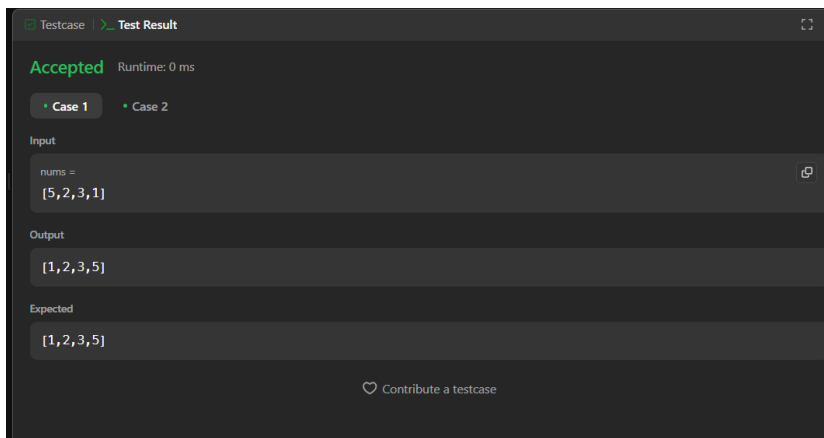 Testcase | >_ Test Result
Accepted Runtime: 0 ms
• Case 1 • Case 2
Input
nums =
[5,2,3,1]
Output
[1,2,3,5]
Expected
[1,2,3,5]
Contribute a testcase